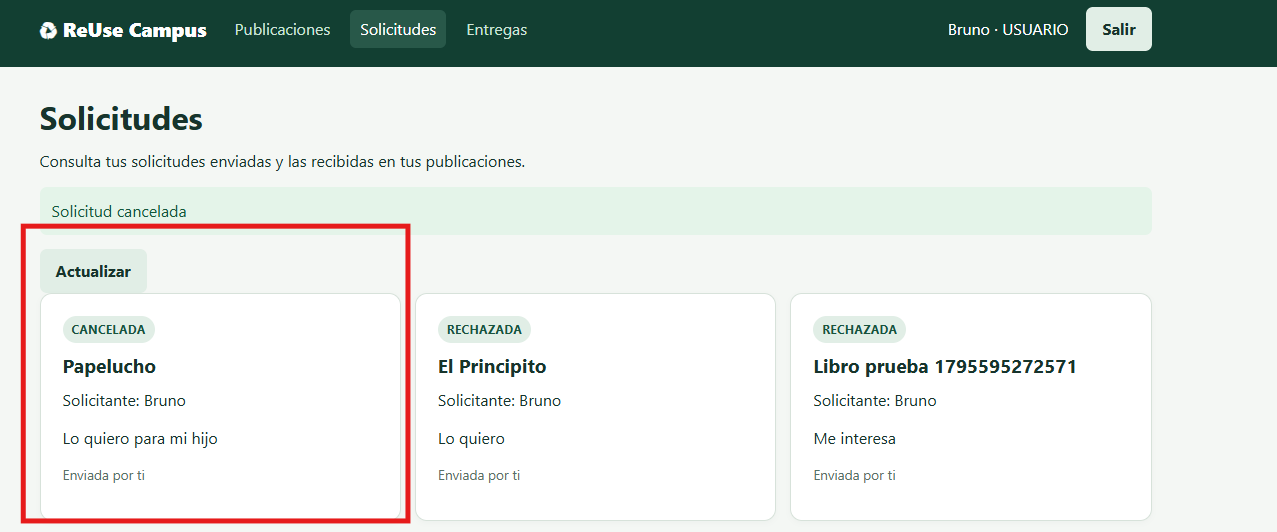 ReUse Campus Publicaciones Solicitudes Entregas Bruno · USUARIO Salir
Solicitudes
Consulta tus solicitudes enviadas y las recibidas en tus publicaciones.
Solicitud cancelada
Actualizar
CANCELADA
Papelucho
Solicitante: Bruno
Lo quiero para mi hijo
Enviada por ti
RECHAZADA
El Principito
Solicitante: Bruno
Lo quiero
Enviada por ti
RECHAZADA
Libro prueba 1795595272571
Solicitante: Bruno
Me interesa
Enviada por ti